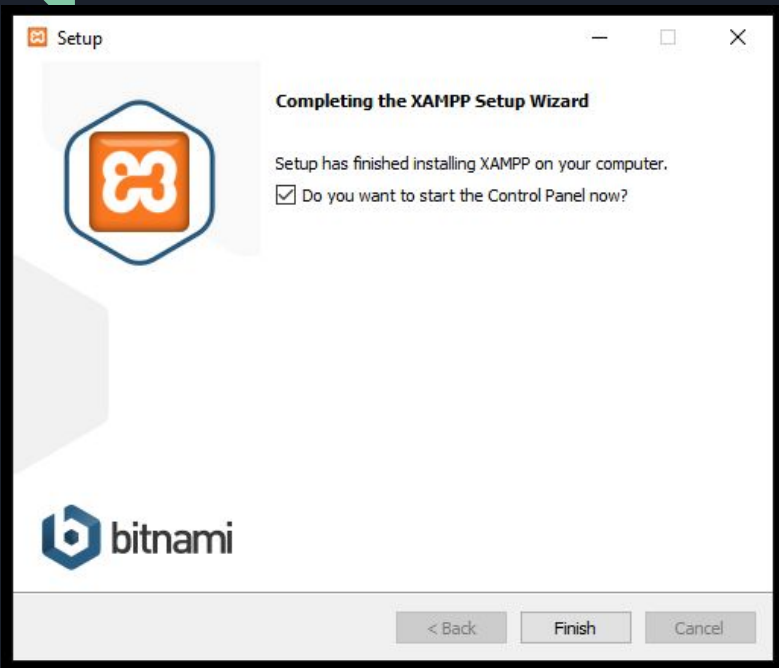 Setup
Completing the XAMPP Setup Wizard
Setup has finished installing XAMPP on your computer.
Do you want to start the Control Panel now?
bitnami
< Back
Finish
Cancel